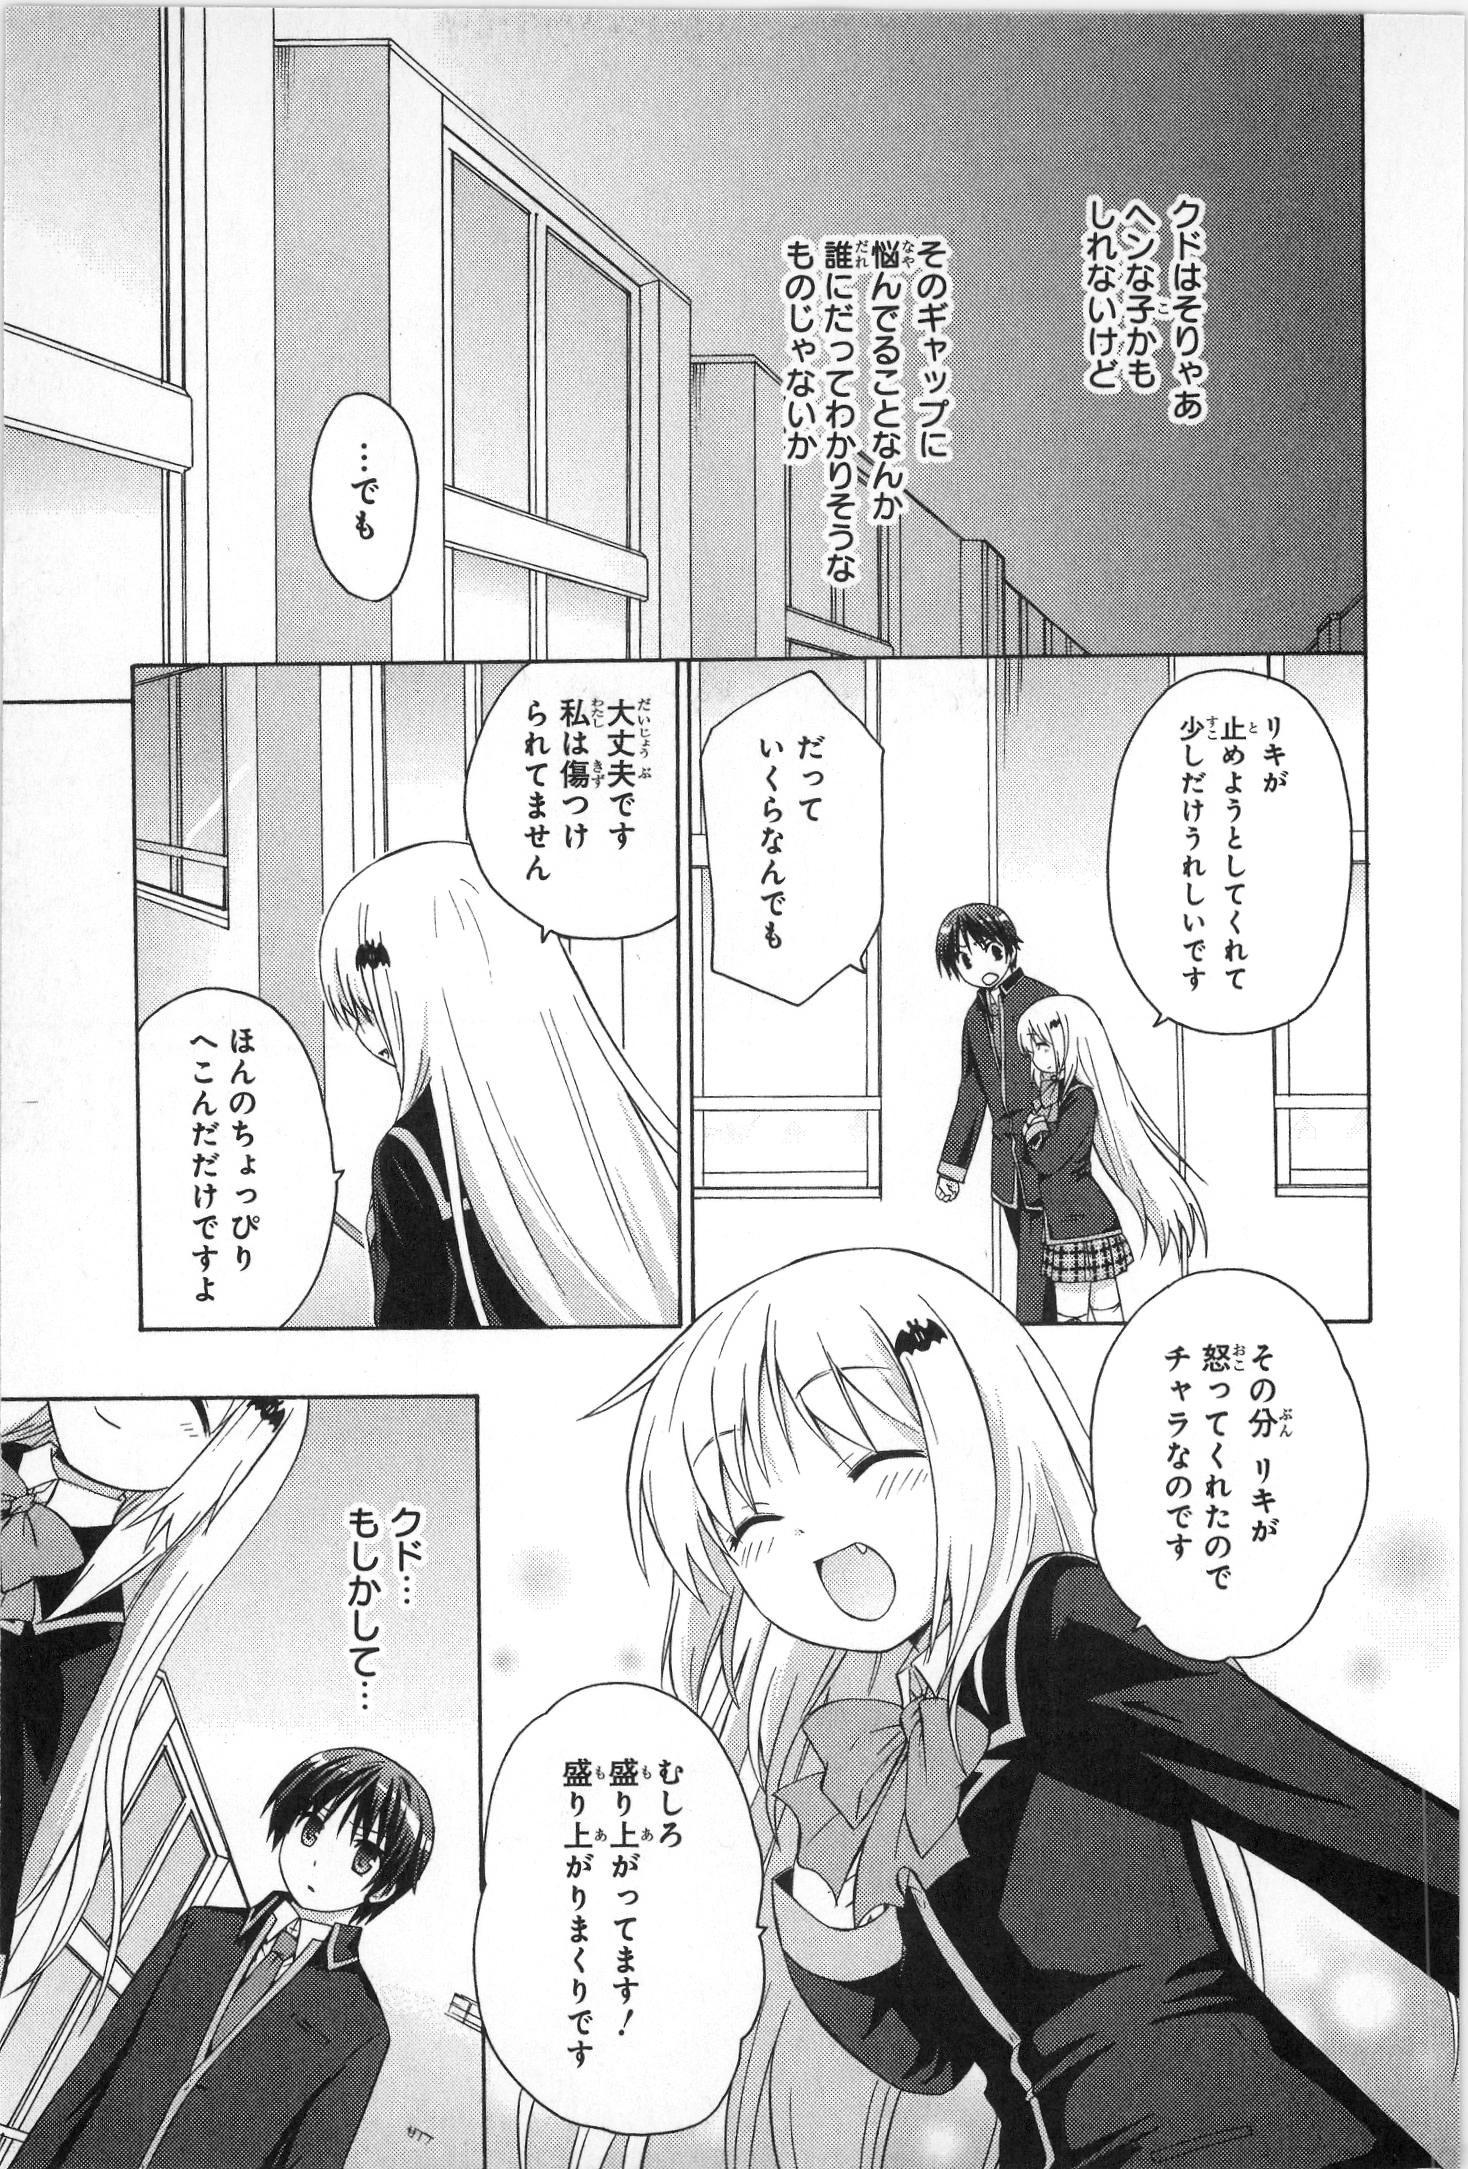 クドはそりゃあ
ヘンな子かも
しれないけど
そのギャップに
悩んでることなんか
誰にだってわかりそうな
ものじゃないか
…でも
リキが
止めようとしてくれて
少しだけうれしいです
だって
いくらなんでも
大丈夫です
私は傷つけ
られてません
ほんのちょっぴり
へこんだだけですよ
その分 リキが
怒ってくれたので
チャラなのです
むしろ
盛り上がってます!
盛り上がりまくりです
クド…
もしかして…